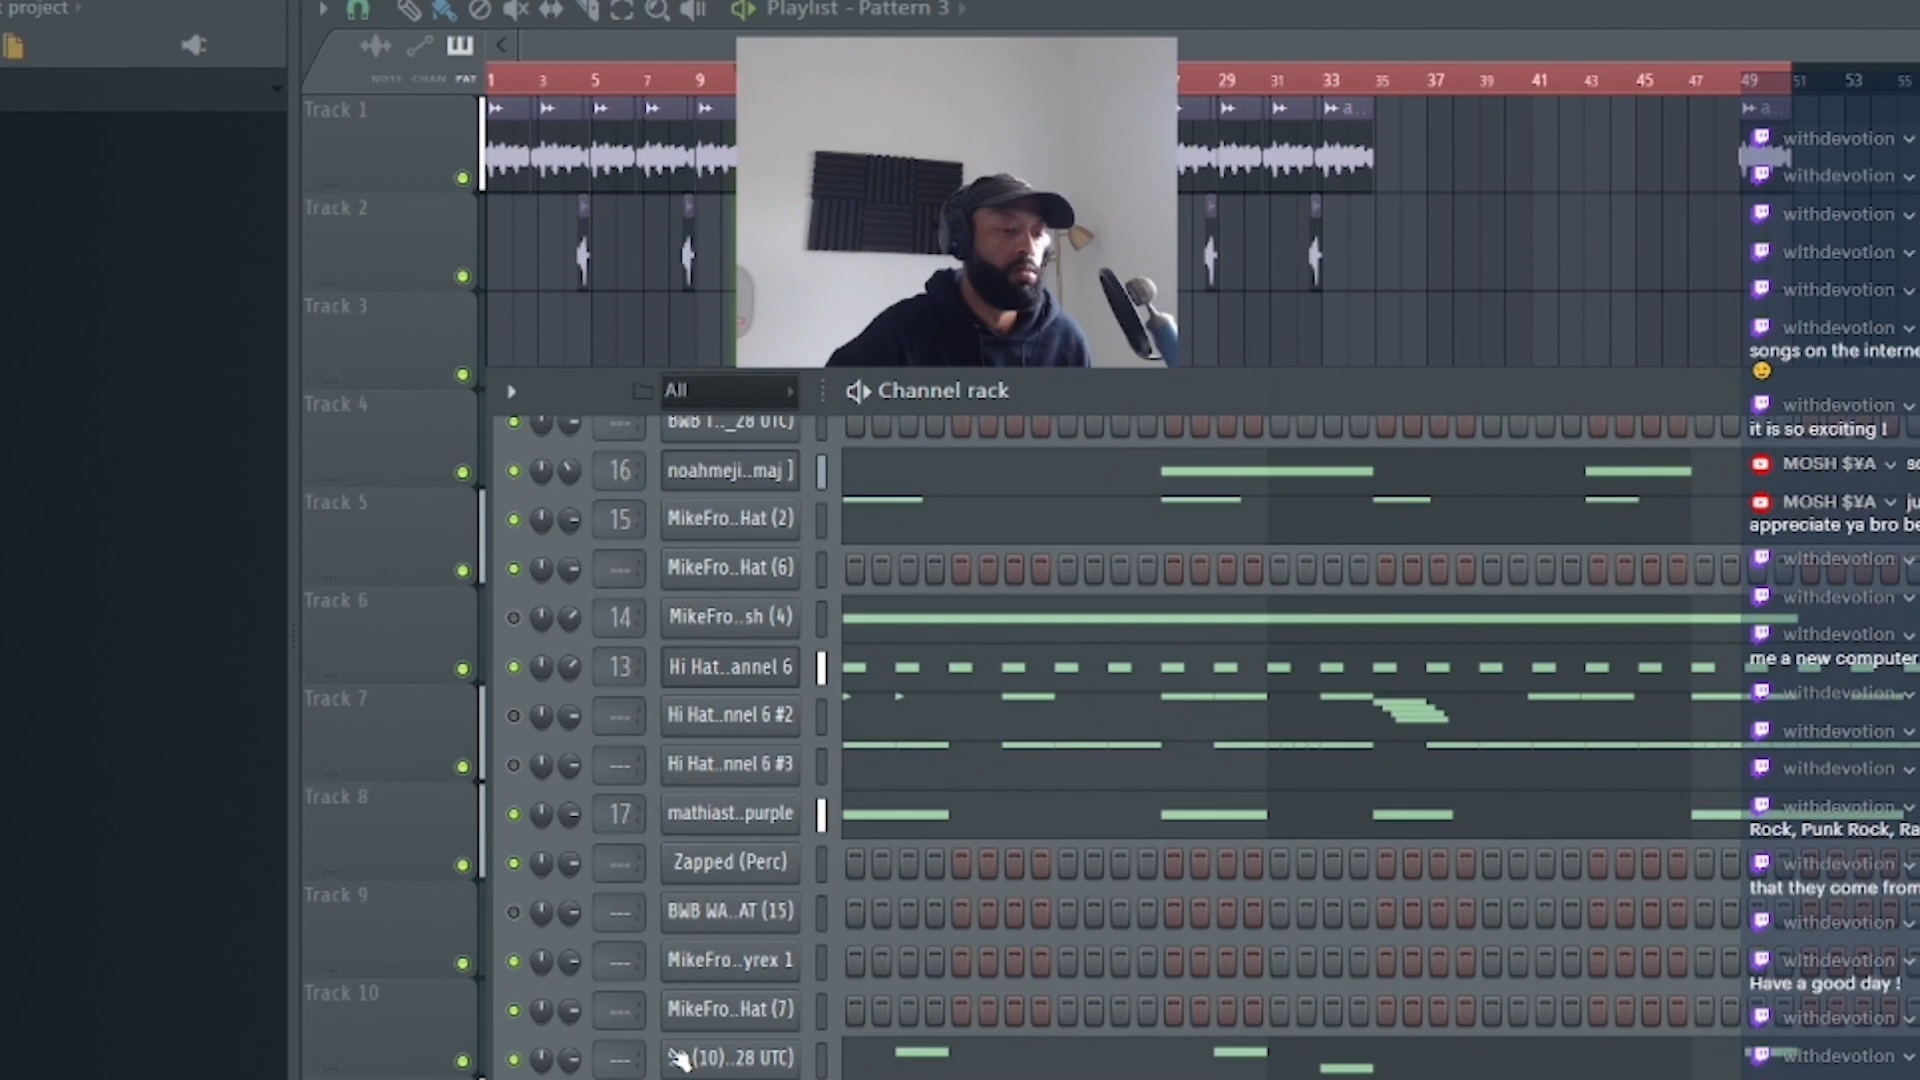 project
Playlist - Pattern 3
NOTE CHAN PAT
1 3 5 7 9 29 31 33 35 37 39 41 43 45 47 49 51 53 55
Track 1
a..
a..
withdevotion
withdevotion
Track 2
withdevotion
withdevotion
withdevotion
Track 3
withdevotion
songs on the interne
All
Channel rack
Track 4
withdevotion
BWB T.._28 UTC)
it is so exciting !
16 noahmeji..maj ]
MOSH $¥A
Track 5
MOSH $¥A
15 MikeFro..Hat (2)
appreciate ya bro be
withdevotion
--- MikeFro..Hat (6)
Track 6
withdevotion
14 MikeFro..sh (4)
withdevotion
13 Hi Hat..annel 6
me a new computer
Track 7
withdevotion
--- Hi Hat..nnel 6 #2
withdevotion
--- Hi Hat..nnel 6 #3
withdevotion
Track 8
withdevotion
17 mathiast..purple
Rock, Punk Rock, Ra
--- Zapped (Perc)
withdevotion
that they come from
Track 9
--- BWB WA..AT (15)
withdevotion
--- MikeFro..yrex 1
withdevotion
Have a good day !
Track 10
--- MikeFro..Hat (7)
withdevotion
--- (10)..28 UTC)
withdevotion